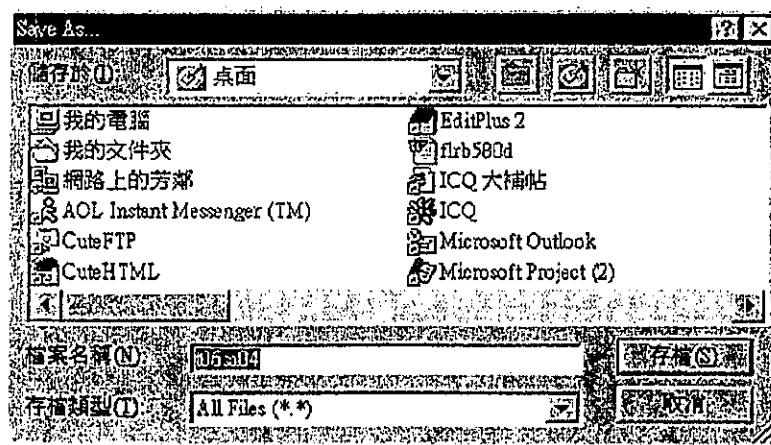 Save As...
儲存於(I): 桌面
我的電腦
我的文件夾
網路上的芳鄰
AOL Instant Messenger (TM)
CuteFTP
CuteHTML
EditPlus 2
flrb580d
ICQ 大補帖
ICQ
Microsoft Outlook
Microsoft Project (2)
檔案名稱(N): 存檔(S)
存檔類型(T): All Files (*.*) 取消